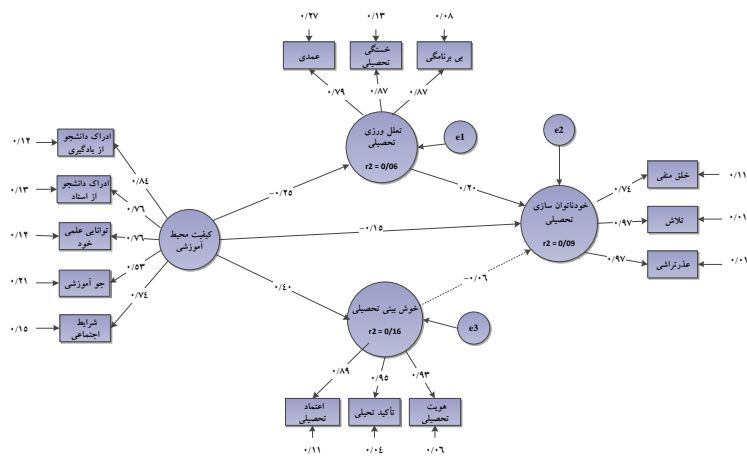 ۰/۲۷
۰/۱۳
۰/۰۸
عمدی
خستگی
تحصیلی
بی برنامگی
۰/۷۹
۰/۸۷
۰/۸۷
تعلل ورزی
تحصیلی
r2 = 0/06
e1
e2
۰/۱۲
ادراک دانشجو
از یادگیری
۰/۸۴
۰/۱۳
ادراک دانشجو
از استاد
۰/۷۶
۰/۱۲
توانایی علمی
خود
۰/۷۶
۰/۲۱
جو آموزشی
۰/۵۳
۰/۱۵
شرایط
اجتماعی
۰/۷۴
کیفیت محیط
آموزشی
−۰/۲۵
−۰/۱۵
۰/۴۰
۰/۲۰
−۰/۰۶
خودناتوان سازی
تحصیلی
r2 = 0/09
۰/۷۴
خلق منفی
۰/۱۱
۰/۹۷
تلاش
۰/۰۱
۰/۹۷
عذرتراشی
۰/۰۱
خوش بینی تحصیلی
r2 = 0/16
e3
۰/۸۹
۰/۹۵
۰/۹۳
اعتماد
تحصیلی
تأکید تحیلی
هویت
تحصیلی
۰/۱۱
۰/۰۴
۰/۰۶